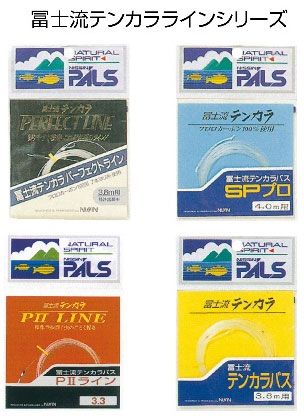 冨士流テンカララインシリーズ
NATURAL
SPIRIT
NISSIN
PALS
冨士流テンカラ
PERFECT LINE
冨士流テンカラパーフェクトライン
3.8m用
NATURAL
SPIRIT
NISSIN
PALS
冨士流テンカラ
フロロカーボン100%使用
冨士流テンカラバス
SPプロ
4.0m用
NATURAL
SPIRIT
NISSIN
PALS
冨士流テンカラ
PII LINE
冨士流テンカラバス
PIIライン
3.3
NATURAL
SPIRIT
NISSIN
PALS
冨士流テンカラ
冨士流
テンカラバス
3.6m用